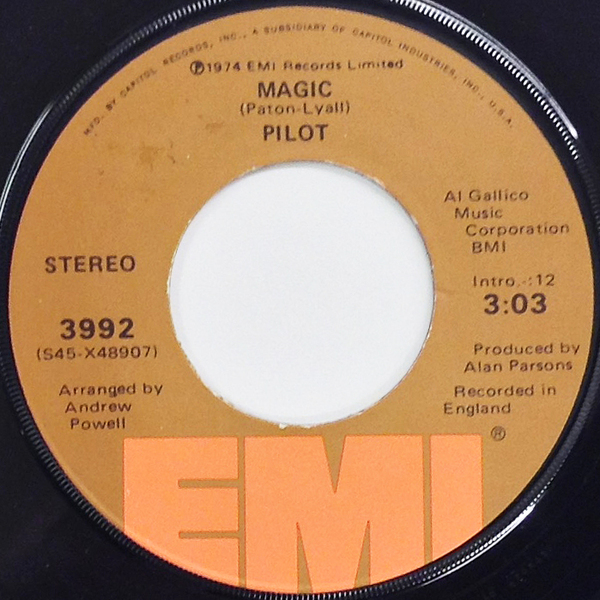 MFD. BY CAPITOL RECORDS, INC., A SUBSIDIARY OF CAPITOL INDUSTRIES, INC., U.S.A.
Ⓟ1974 EMI Records Limited
MAGIC
(Paton-Lyall)
PILOT
Al Gallico
Music
Corporation
BMI
STEREO
Intro.-:12
3:03
3992
(S45-X48907)
Produced by
Alan Parsons
Arranged by
Andrew
Powell
Recorded in
England
EMI
®